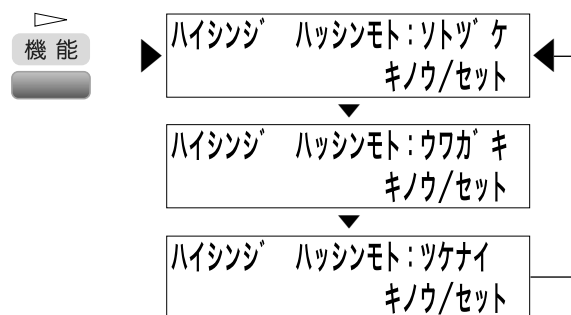 機能
ハイシンジ゛ ハッシンモト:ソトツ゛ケ
キノウ/セット
ハイシンジ゛ ハッシンモト:ウワカ゛キ
キノウ/セット
ハイシンジ゛ ハッシンモト:ツケナイ
キノウ/セット